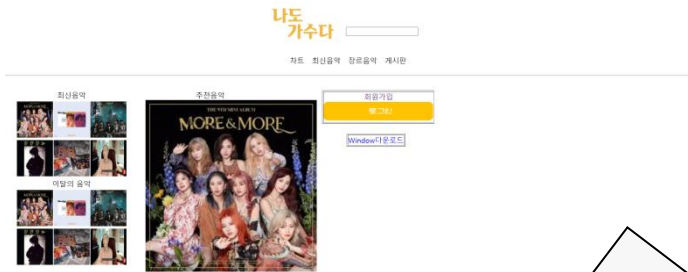 나도
가수다
차트 최신음악 장르음악 게시판
최신음악
추천음악
회원가입
로그인
Window다운로드
이달의 음악
THE 9TH MINI ALBUM
MORE & MORE